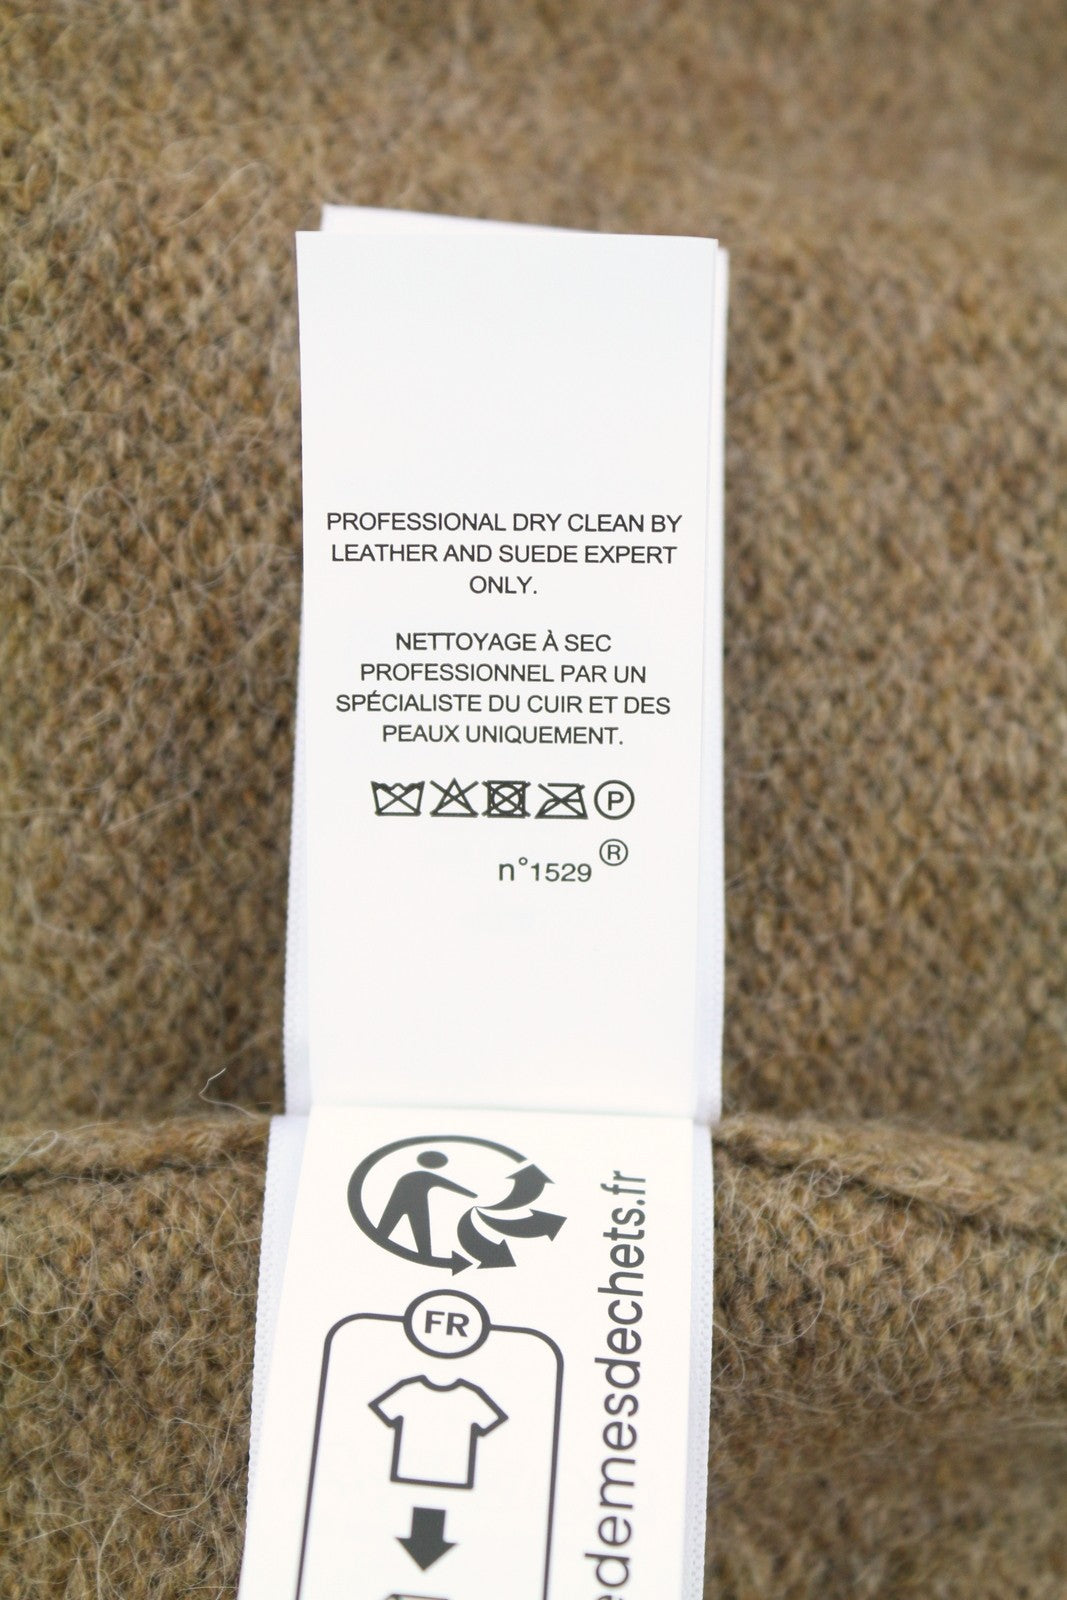 PROFESSIONAL DRY CLEAN BY
LEATHER AND SUEDE EXPERT
ONLY.
NETTOYAGE À SEC
PROFESSIONNEL PAR UN
SPÉCIALISTE DU CUIR ET DES
PEAUX UNIQUEMENT.
P
n°1529 ®
FR
edemesdechets.fr